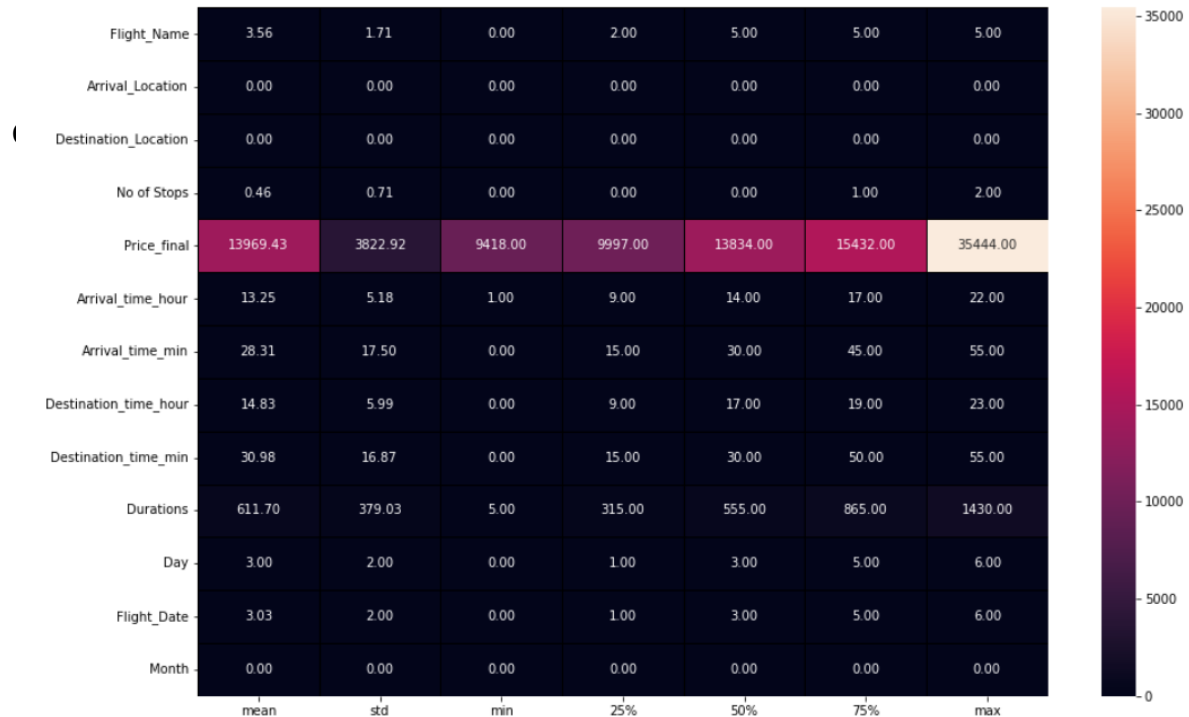 Flight_Name 3.56 1.71 0.00 2.00 5.00 5.00 5.00
Arrival_Location 0.00 0.00 0.00 0.00 0.00 0.00 0.00
Destination_Location 0.00 0.00 0.00 0.00 0.00 0.00 0.00
No of Stops 0.46 0.71 0.00 0.00 0.00 1.00 2.00
Price_final 13969.43 3822.92 9418.00 9997.00 13834.00 15432.00 35444.00
Arrival_time_hour 13.25 5.18 1.00 9.00 14.00 17.00 22.00
Arrival_time_min 28.31 17.50 0.00 15.00 30.00 45.00 55.00
Destination_time_hour 14.83 5.99 0.00 9.00 17.00 19.00 23.00
Destination_time_min 30.98 16.87 0.00 15.00 30.00 50.00 55.00
Durations 611.70 379.03 5.00 315.00 555.00 865.00 1430.00
Day 3.00 2.00 0.00 1.00 3.00 5.00 6.00
Flight_Date 3.03 2.00 0.00 1.00 3.00 5.00 6.00
Month 0.00 0.00 0.00 0.00 0.00 0.00 0.00
mean std min 25% 50% 75% max
35000
30000
25000
20000
15000
10000
5000
0